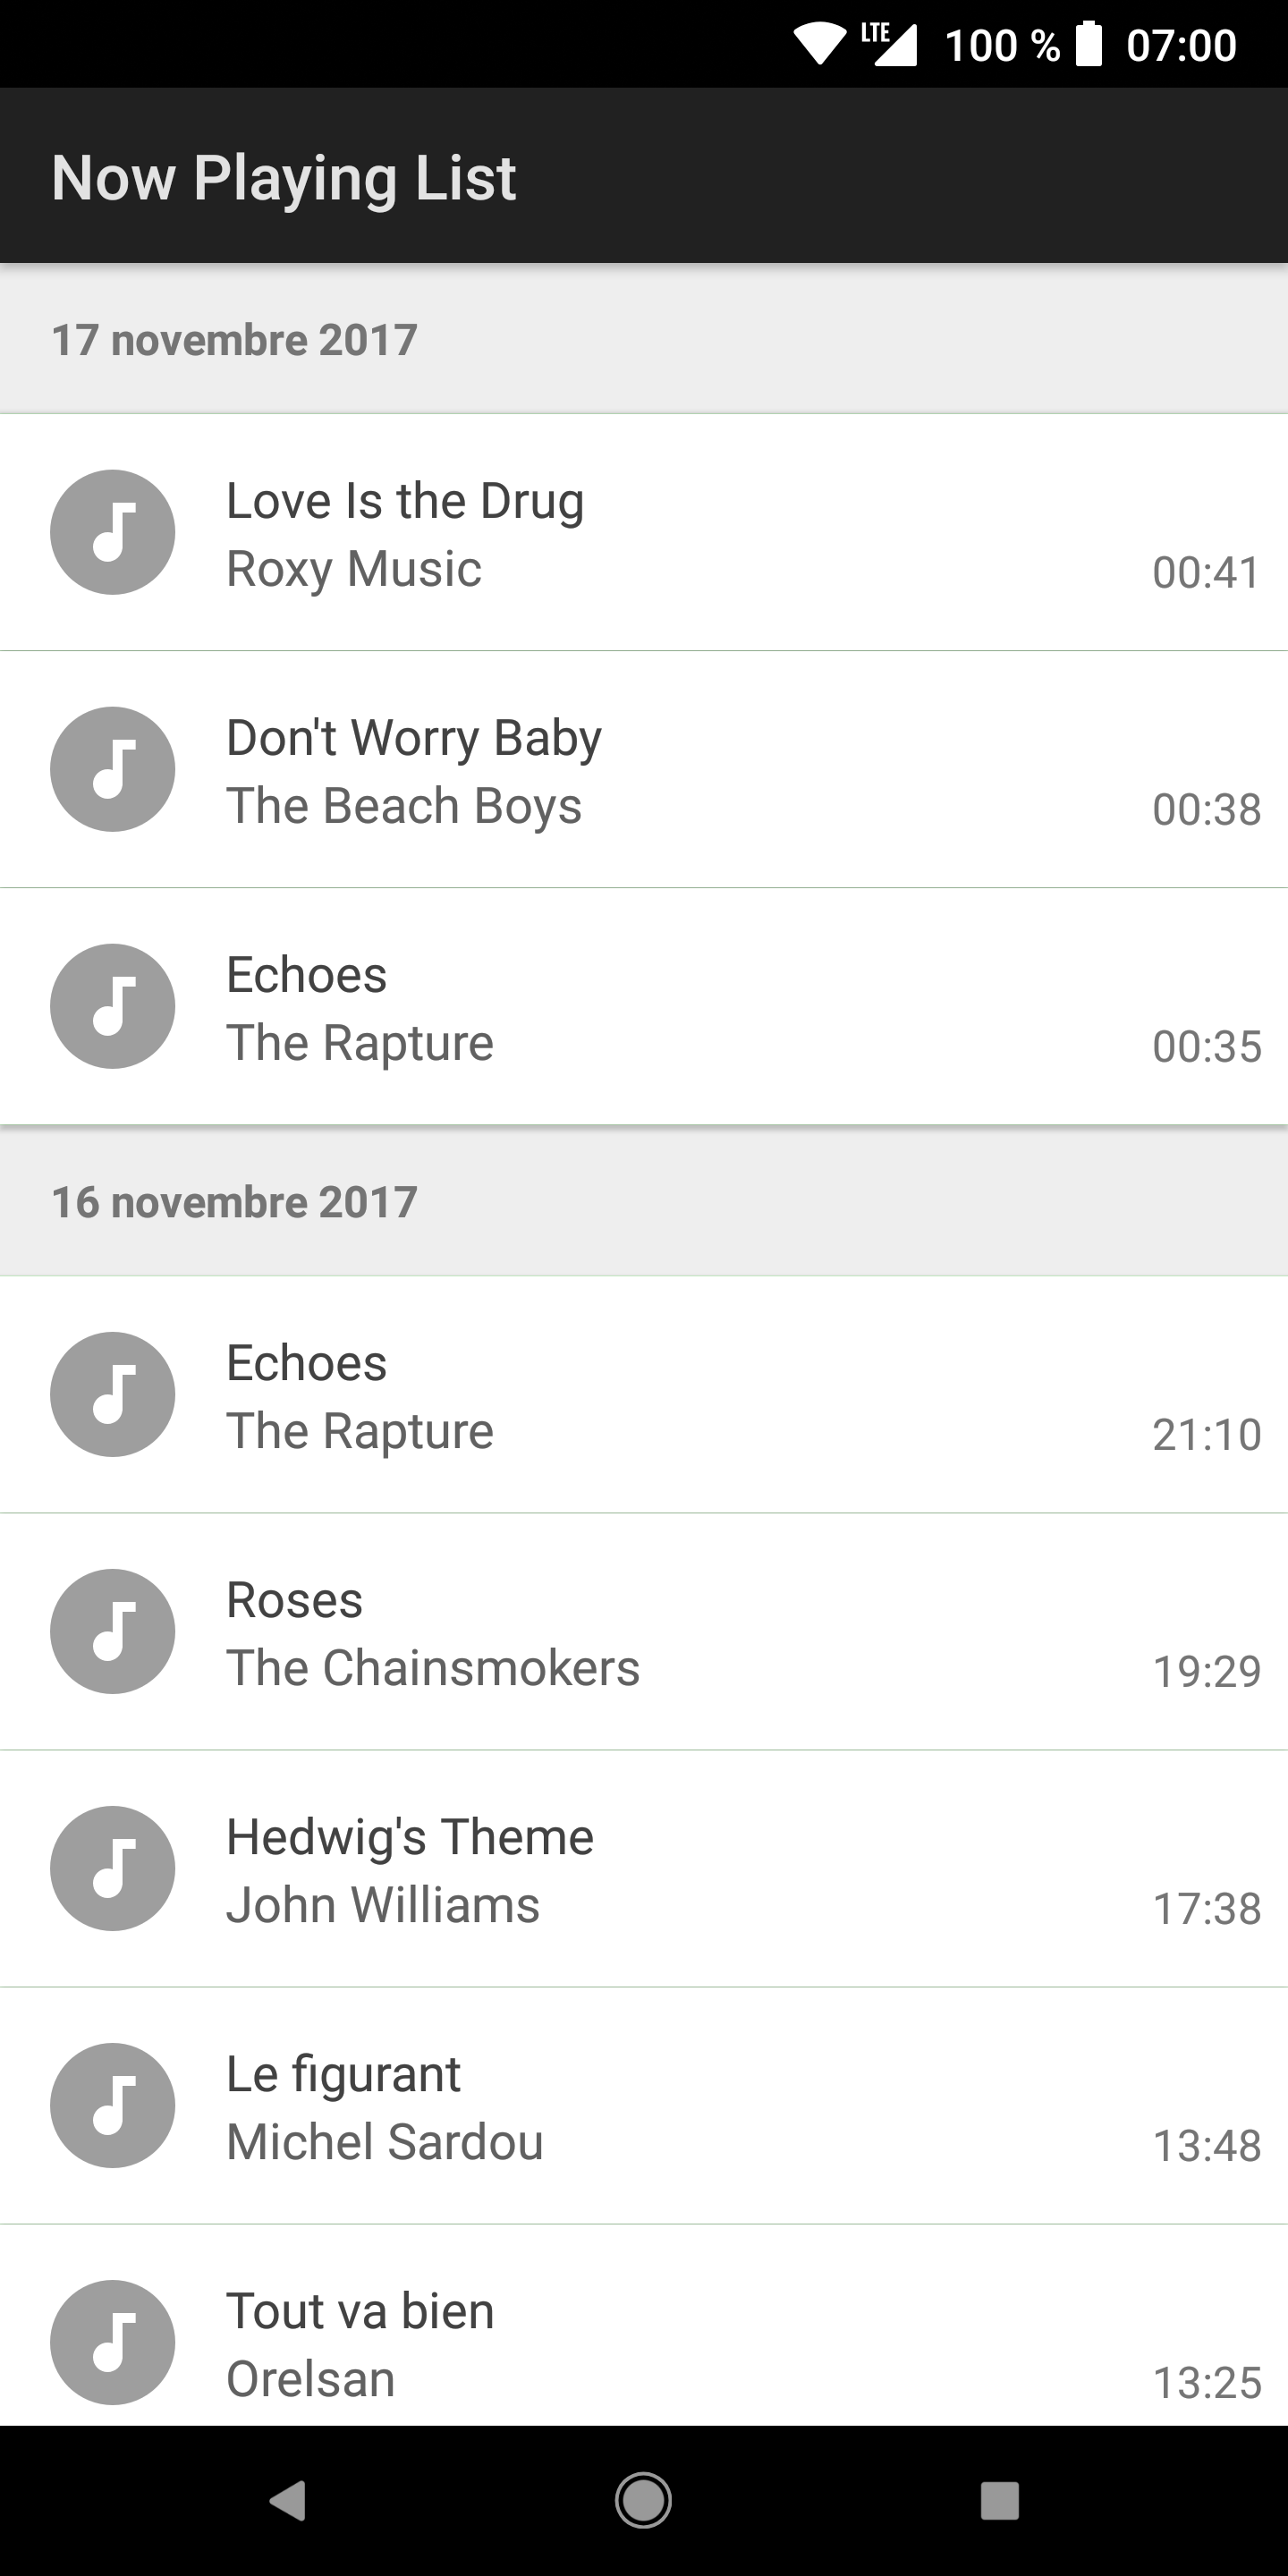 LTE 100 % 07:00
Now Playing List
17 novembre 2017
Love Is the Drug
Roxy Music
00:41
Don't Worry Baby
The Beach Boys
00:38
Echoes
The Rapture
00:35
16 novembre 2017
Echoes
The Rapture
21:10
Roses
The Chainsmokers
19:29
Hedwig's Theme
John Williams
17:38
Le figurant
Michel Sardou
13:48
Tout va bien
Orelsan
13:25